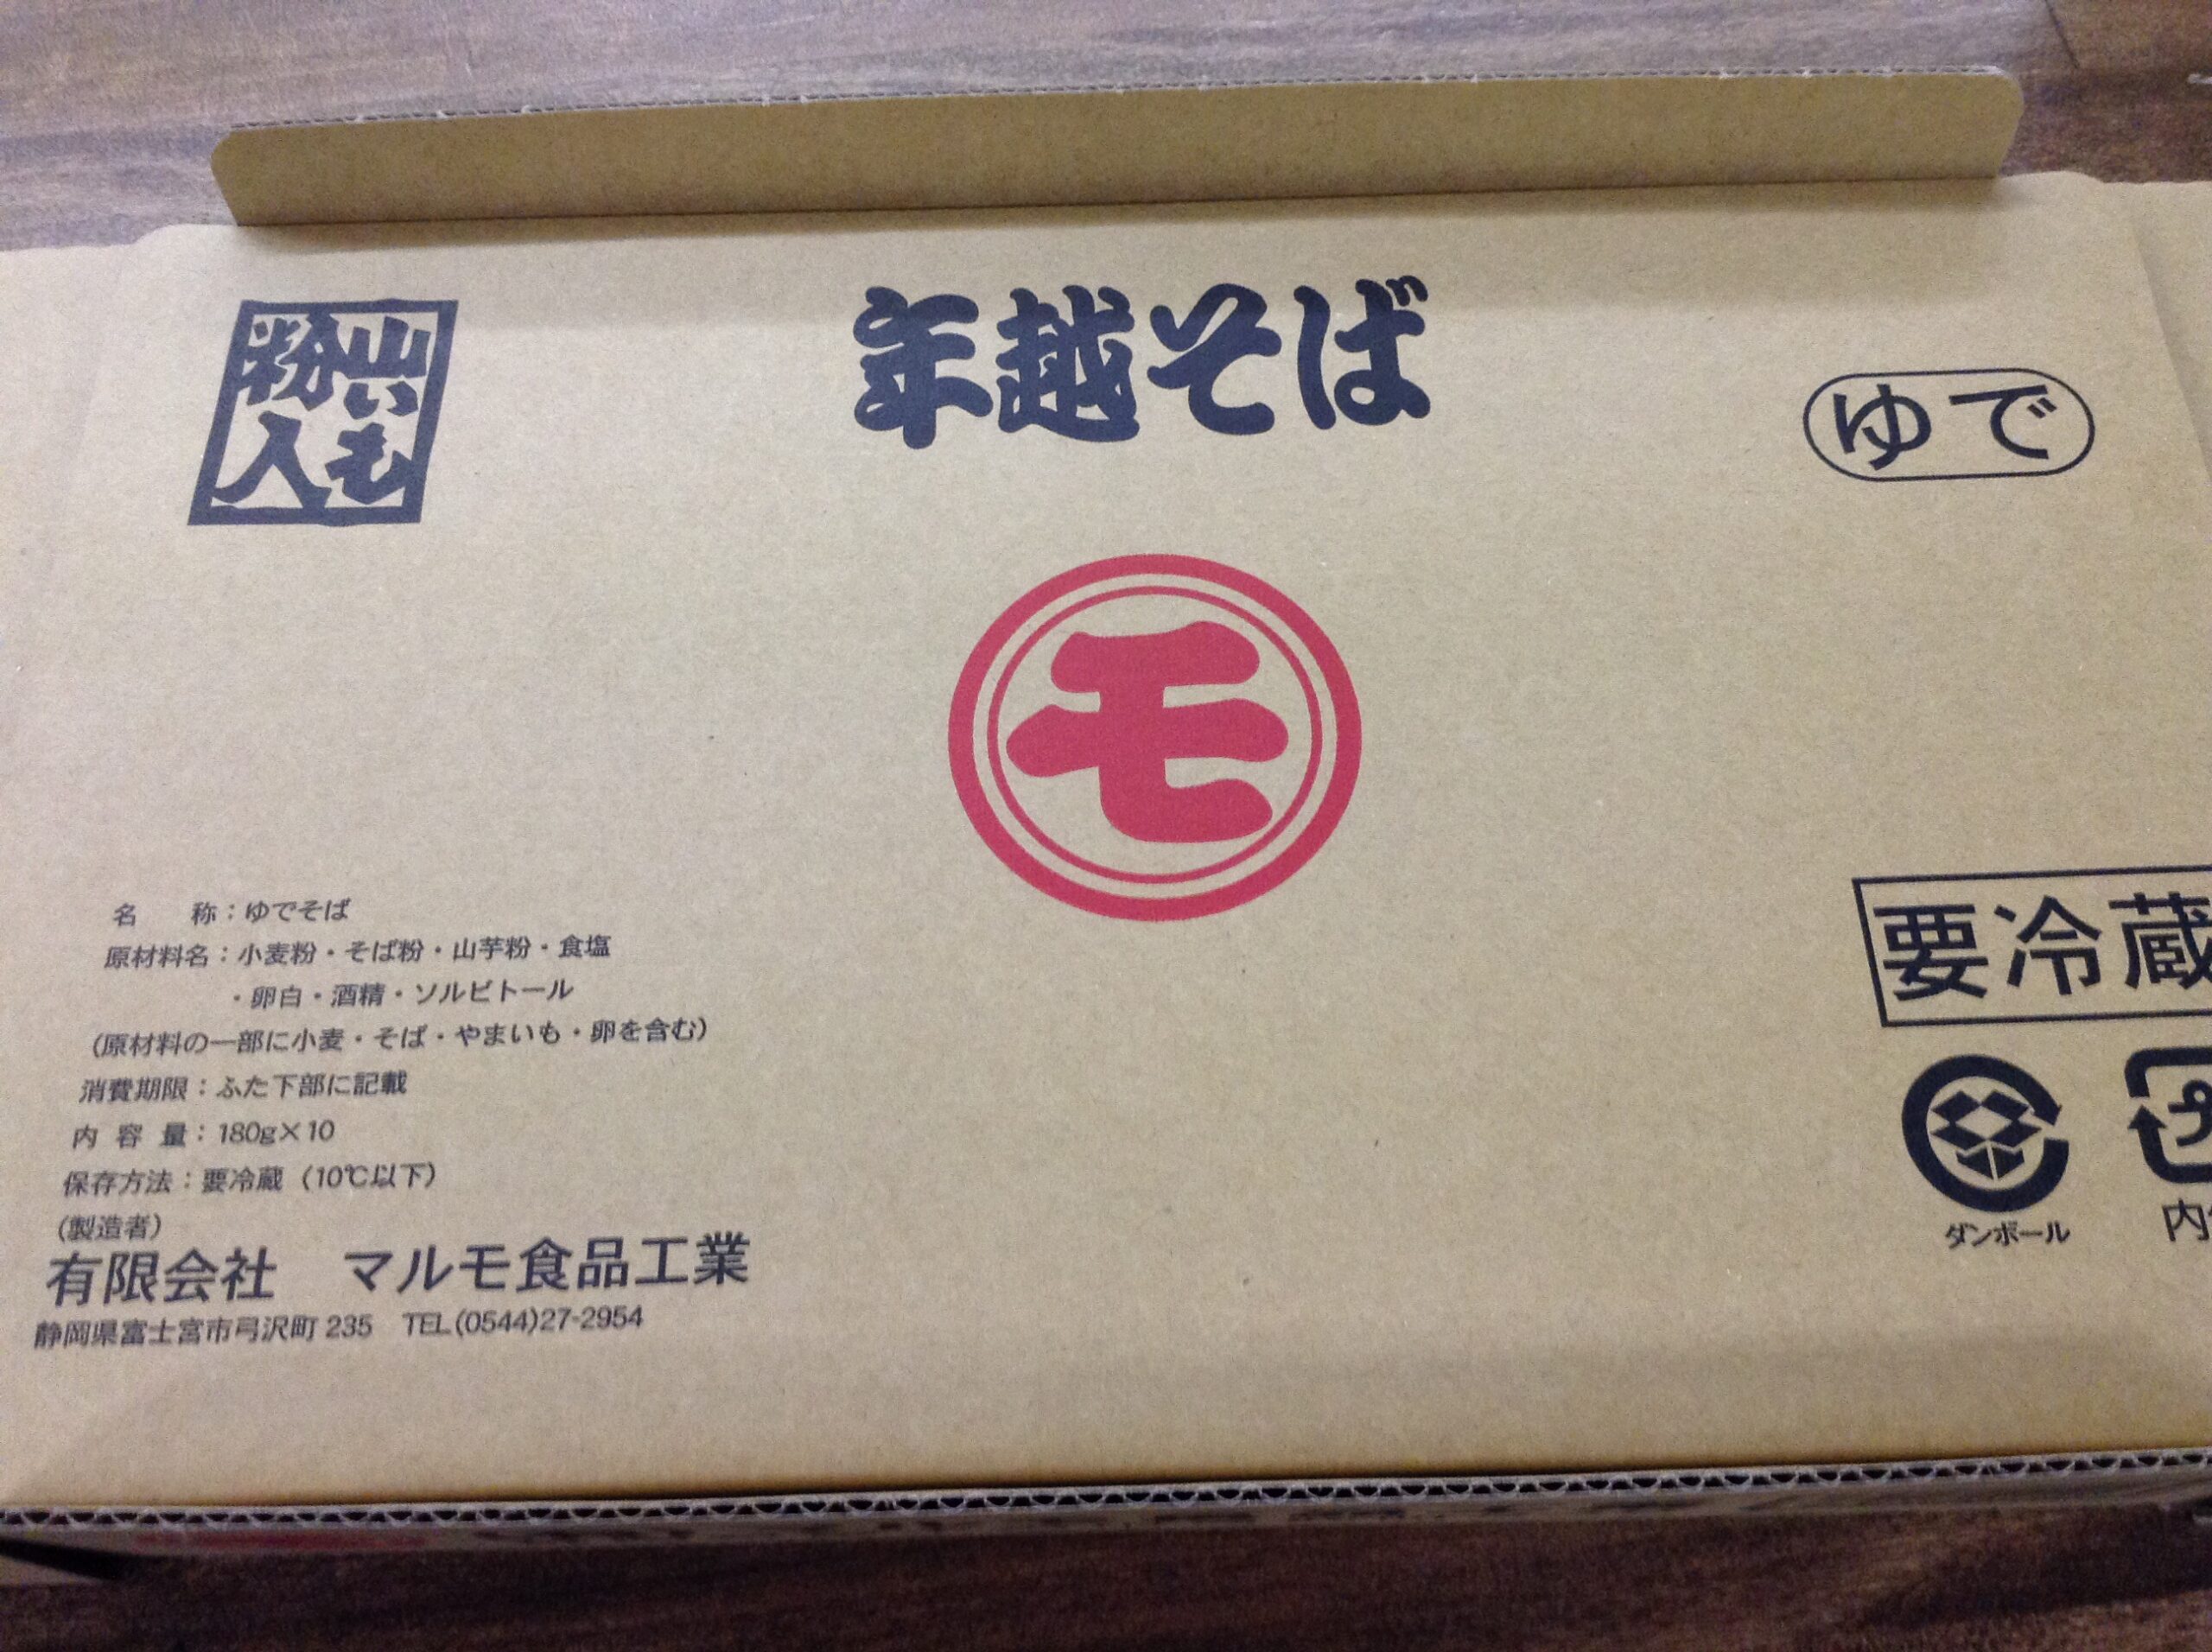 年越そば
山いも
粉入
ゆで
モ
名　称：ゆでそば
原材料名：小麦粉・そば粉・山芋粉・食塩
・卵白・酒精・ソルビトール
（原材料の一部に小麦・そば・やまいも・卵を含む）
消費期限：ふた下部に記載
内容量：180g×10
保存方法：要冷蔵（10℃以下）
（製造者）
有限会社　マルモ食品工業
静岡県富士宮市弓沢町 235　TEL(0544)27-2954
要冷蔵
ダンボール
内